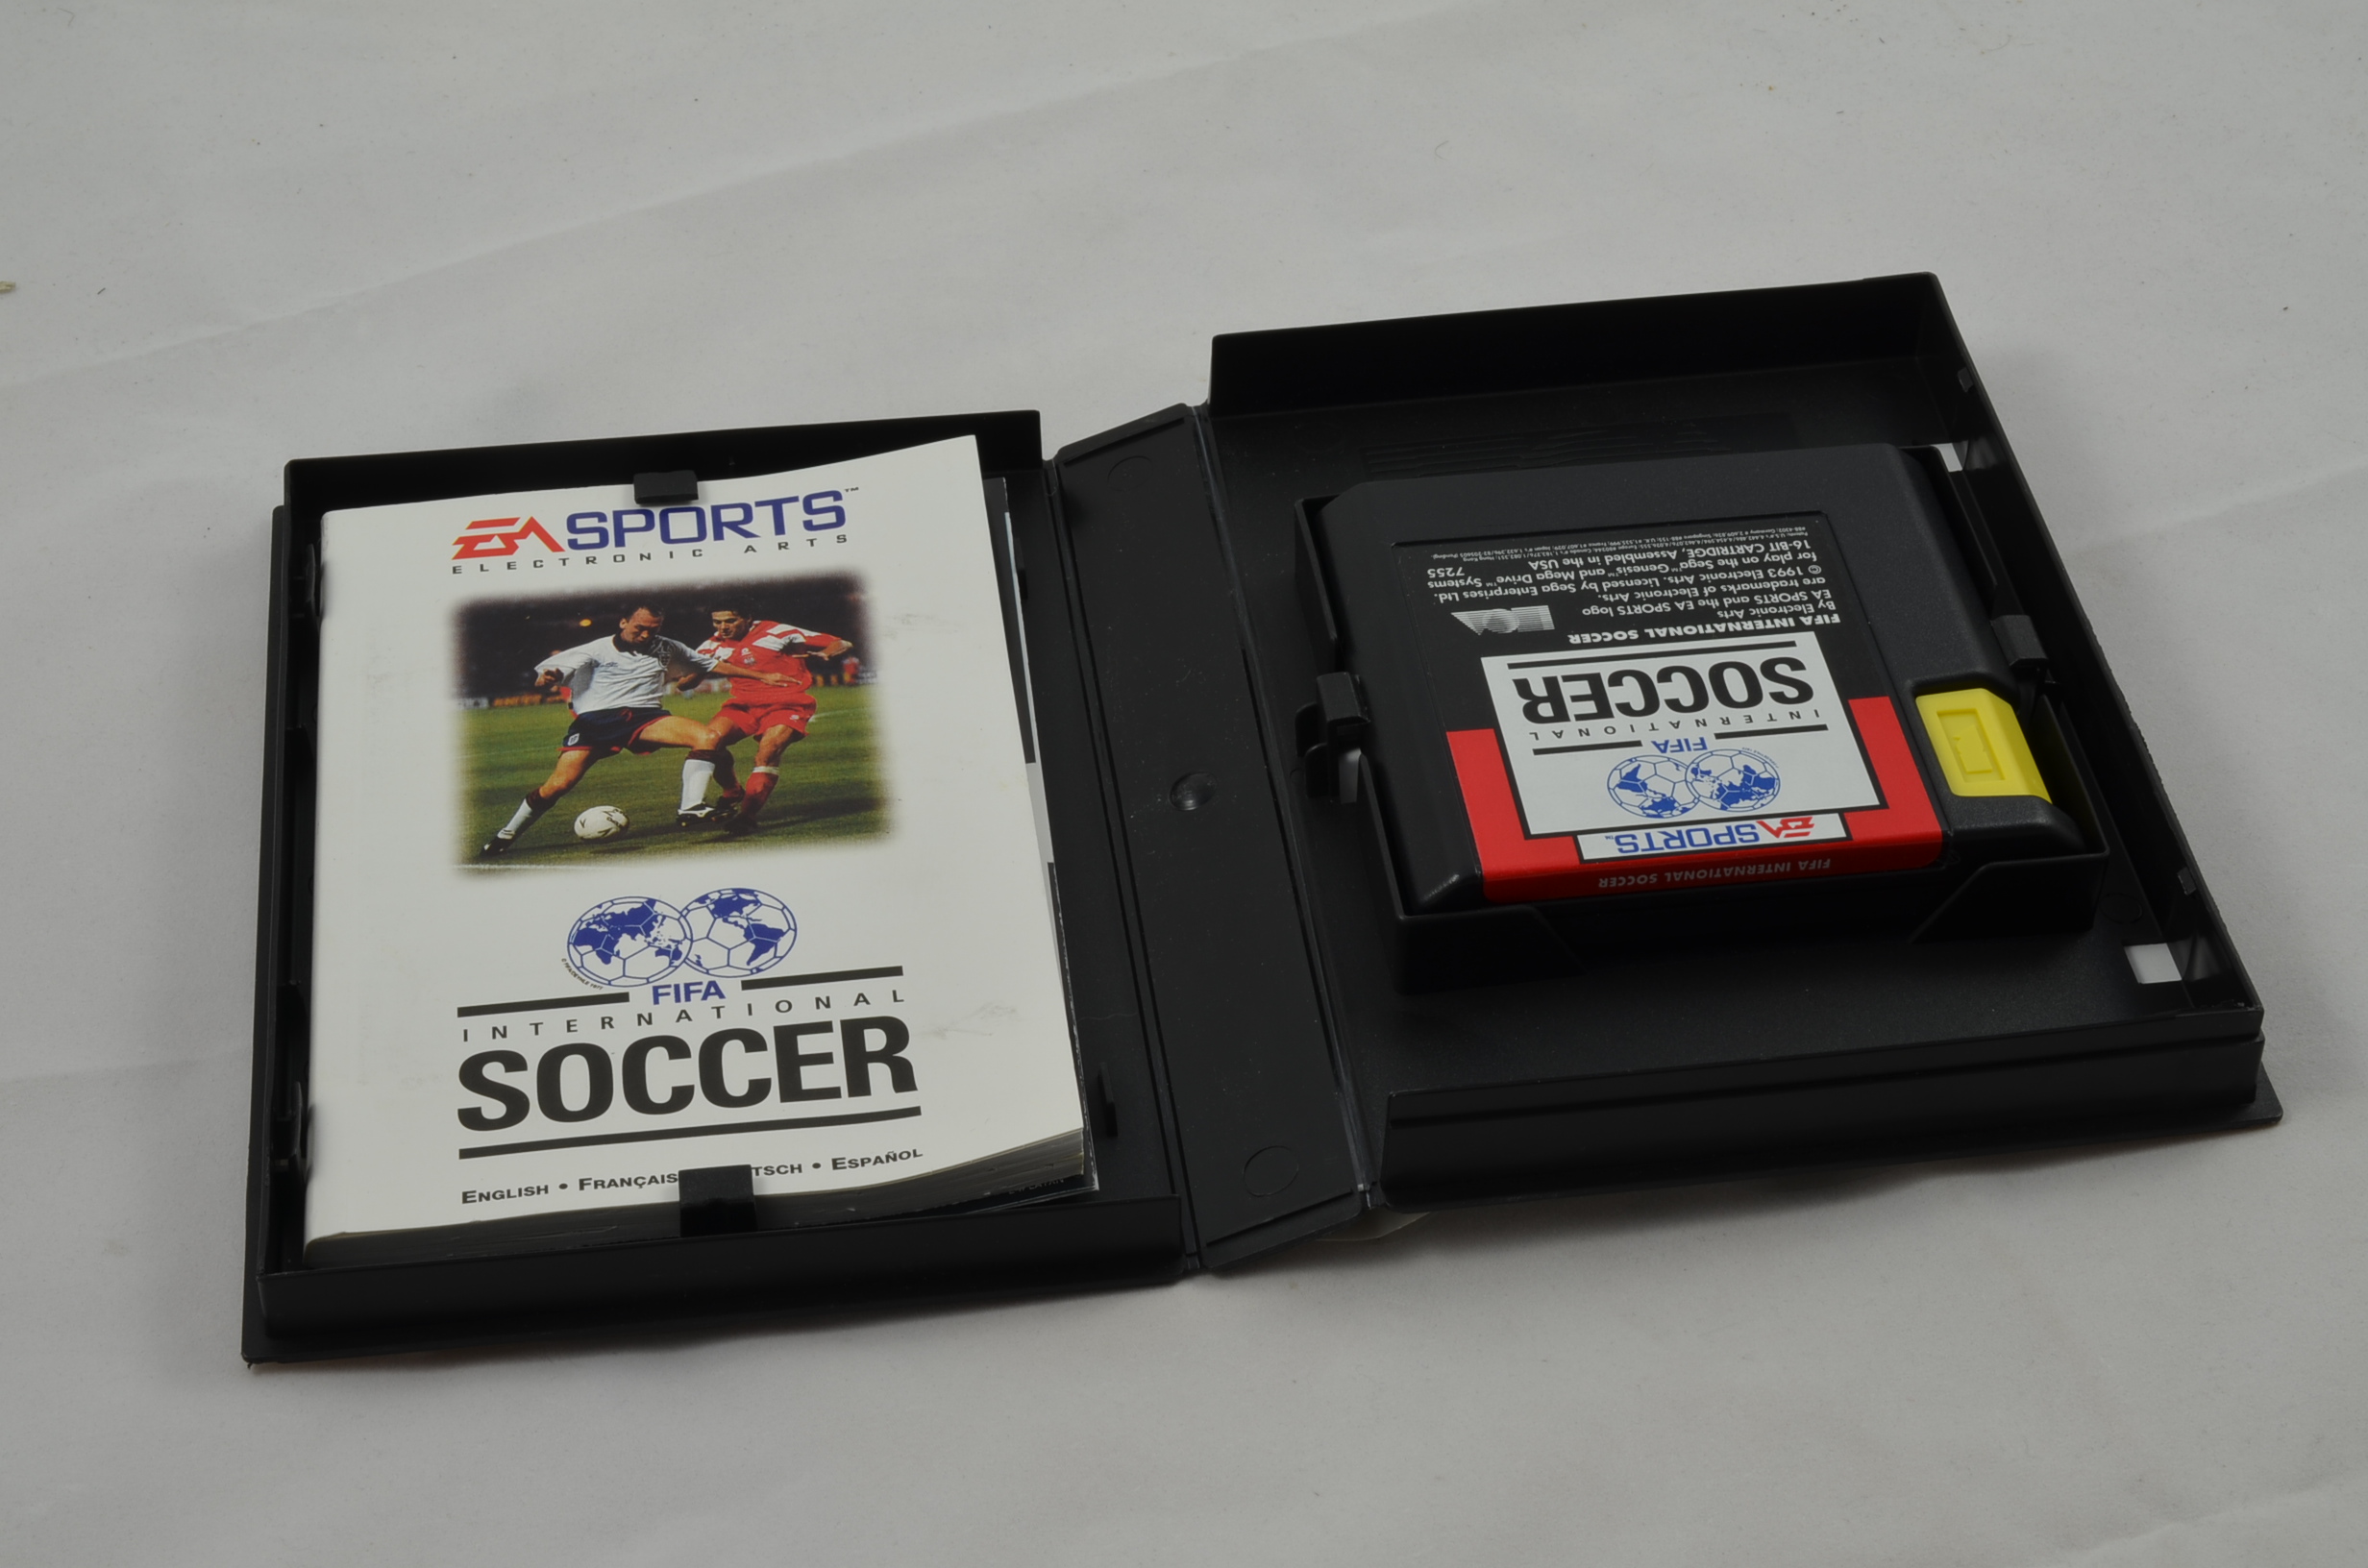 EA SPORTS™
ELECTRONIC ARTS
FIFA
INTERNATIONAL
SOCCER
ENGLISH • FRANÇAIS TSCH • ESPAÑOL
FIFA INTERNATIONAL SOCCER
EA SPORTS™
FIFA
INTERNATIONAL
SOCCER
FIFA INTERNATIONAL SOCCER
By Electronic Arts
EA SPORTS and the EA SPORTS logo
are trademarks of Electronic Arts.
© 1993 Electronic Arts. Licensed by Sega Enterprises Ltd.
for play on the Sega™ Genesis™ and Mega Drive™ Systems
16-BIT CARTRIDGE. Assembled in the USA
7255
EA